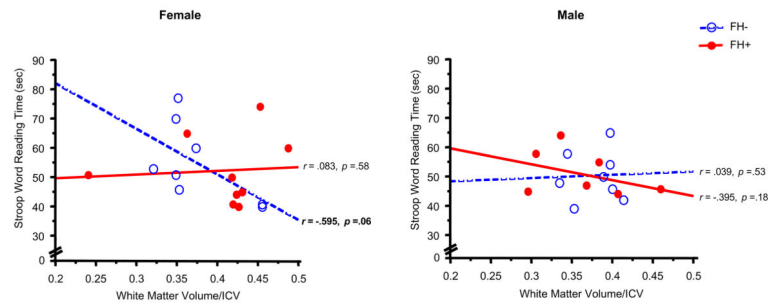 Female
Male
FH-
FH+
Stroop Word Reading Time (sec)
90
80
70
60
50
40
30
0
0.2
0.25
0.3
0.35
0.4
0.45
0.5
White Matter Volume/ICV
r = .083, p =.58
r =-.595, p =.06
Stroop Word Reading Time (sec)
90
80
70
60
50
40
30
0
0.2
0.25
0.3
0.35
0.4
0.45
0.5
White Matter Volume/ICV
r = .039, p =.53
r =-.395, p =.18